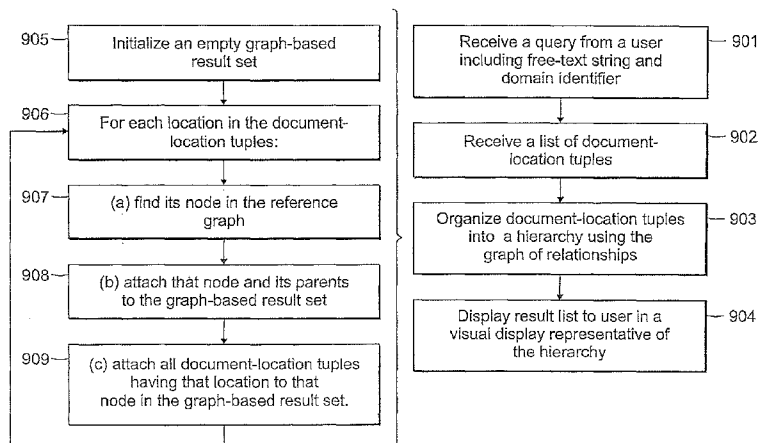 905
Initialize an empty graph-based
result set
906
For each location in the document-
location tuples:
907
(a) find its node in the reference
graph
908
(b) attach that node and its parents
to the graph-based result set
909
(c) attach all document-location tuples
having that location to that
node in the graph-based result set.
901
Receive a query from a user
including free-text string and
domain identifier
902
Receive a list of document-
location tuples
903
Organize document-location tuples
into a hierarchy using the
graph of relationships
904
Display result list to user in a
visual display representative of
the hierarchy